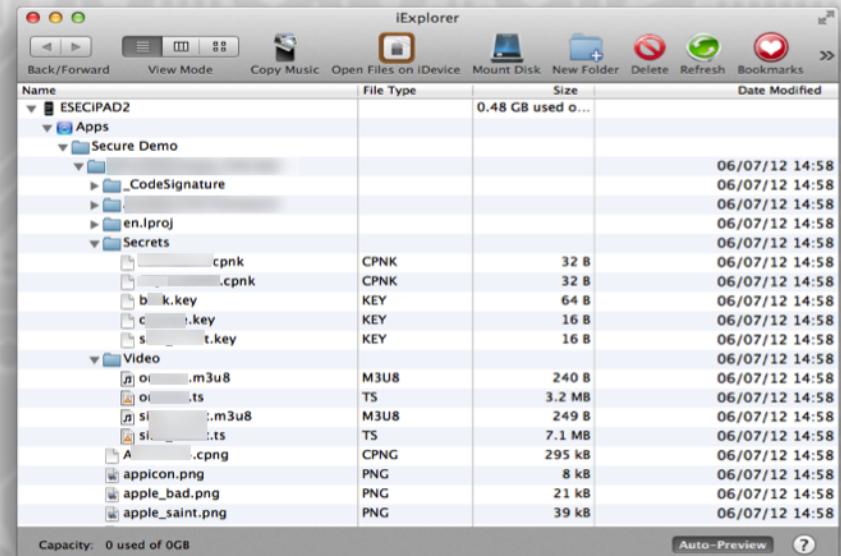 iExplorer
Back/Forward View Mode Copy Music Open Files on iDevice Mount Disk New Folder Delete Refresh Bookmarks
Name File Type Size Date Modified
ESECiPAD2 0.48 GB used o...
Apps
Secure Demo
06/07/12 14:58
_CodeSignature 06/07/12 14:58
06/07/12 14:58
en.lproj 06/07/12 14:58
Secrets 06/07/12 14:58
cpnk CPNK 32 B 06/07/12 14:58
.cpnk CPNK 32 B 06/07/12 14:58
k.key KEY 64 B 06/07/12 14:58
.key KEY 16 B 06/07/12 14:58
t.key KEY 16 B 06/07/12 14:58
Video 06/07/12 14:58
.m3u8 M3U8 240 B 06/07/12 14:58
.ts TS 3.2 MB 06/07/12 14:58
.m3u8 M3U8 249 B 06/07/12 14:58
.ts TS 7.1 MB 06/07/12 14:58
.cpng CPNG 295 kB 06/07/12 14:58
appicon.png PNG 8 kB 06/07/12 14:58
apple_bad.png PNG 21 kB 06/07/12 14:58
apple_saint.png PNG 39 kB 06/07/12 14:58
Capacity: 0 used of 0GB Auto-Preview ?